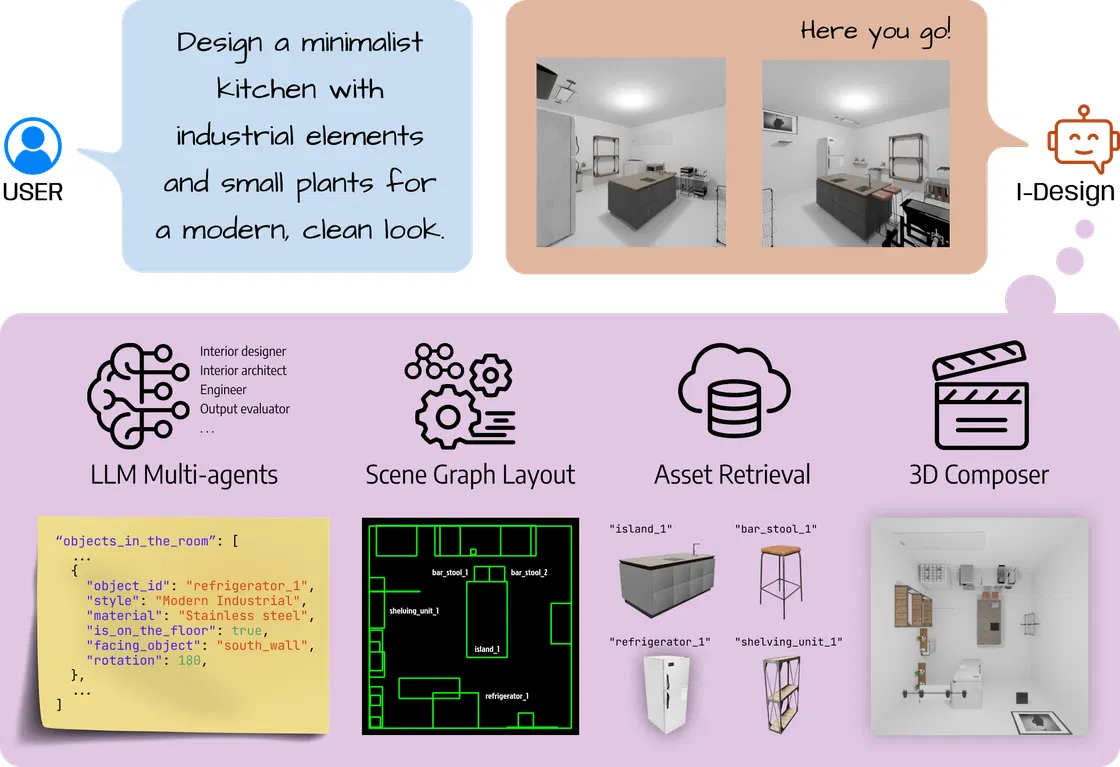 Design a minimalist
kitchen with
industrial elements
and small plants for
a modern, clean look.
USER
Here you go!
I-Design
Interior designer
Interior architect
Engineer
Output evaluator
...
LLM Multi-agents
Scene Graph Layout
Asset Retrieval
3D Composer
“objects_in_the_room”: [
...
{
"object_id": "refrigerator_1",
"style": "Modern Industrial",
"material": "Stainless steel",
"is_on_the_floor": true,
"facing_object": "south_wall",
"rotation": 180,
},
...
]
bar_stool_1
bar_stool_2
shelving_unit_1
island_1
refrigerator_1
"island_1"
"bar_stool_1"
"refrigerator_1"
"shelving_unit_1"